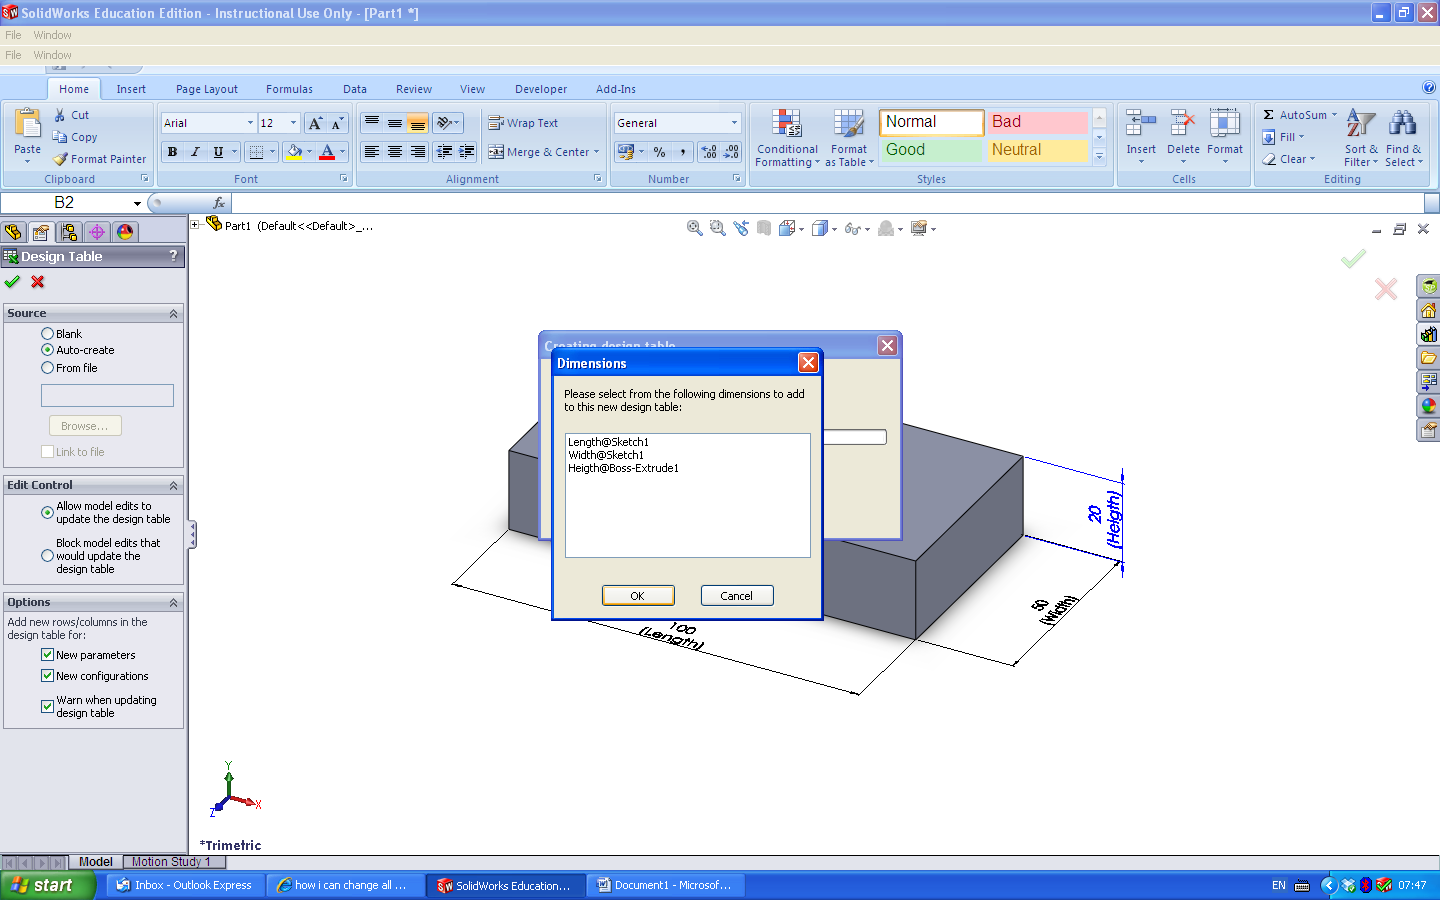 SolidWorks Education Edition - Instructional Use Only - [Part1 *]
File Window
File Window
Home Insert Page Layout Formulas Data Review View Developer Add-Ins
Paste
Cut
Copy
Format Painter
Clipboard
Arial 12
B I U
Font
Wrap Text
Merge & Center
Alignment
General
Number
Conditional Formatting
Format as Table
Normal Bad
Good Neutral
Styles
Insert Delete Format
Cells
AutoSum
Fill
Clear
Sort & Filter
Find & Select
Editing
B2
fx
Part1 (Default<<Default>_...
Design Table ?
Source
Blank
Auto-create
From file
Browse...
Link to file
Edit Control
Allow model edits to
update the design table
Block model edits that
would update the
design table
Options
Add new rows/columns in the
design table for:
New parameters
New configurations
Warn when updating
design table
Creating design table
Dimensions
Please select from the following dimensions to add
to this new design table:
Length@Sketch1
Width@Sketch1
Heigth@Boss-Extrude1
OK Cancel
20
(Heigth)
50
(Width)
100
(Length)
Y
X
Z
*Trimetric
Model Motion Study 1
start
Inbox - Outlook Express
how i can change all ...
SolidWorks Education...
Document1 - Microsof...
EN
07:47